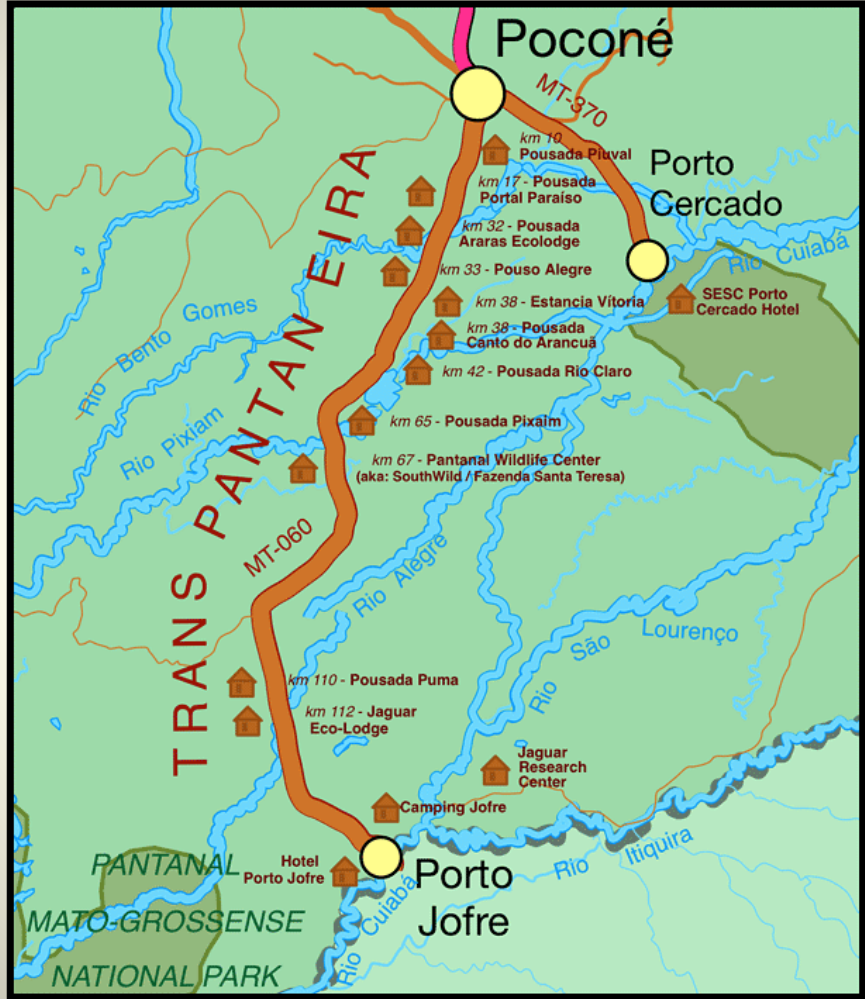 Poconé
MT-370
km 10
Pousada Piuval
Porto
Cercado
km 17 - Pousada
Portal Paraíso
km 32 - Pousada
Araras Ecolodge
Rio Cuiabá
km 33 - Pouso Alegre
SESC Porto
Cercado Hotel
km 38 - Estancia Vítoria
km 38 - Pousada
Canto do Arancuã
Rio Bento Gomes
km 42 - Pousada Rio Claro
TRANS PANTANEIRA
km 65 - Pousada Pixaim
Rio Pixiam
km 67 - Pantanal Wildlife Center
(aka: SouthWild / Fazenda Santa Teresa)
MT-060
Rio Alegre
Rio São Lourenço
km 110 - Pousada Puma
km 112 - Jaguar
Eco-Lodge
Jaguar
Research
Center
Camping Jofre
Rio Itiquira
Hotel
Porto Jofre
Porto
Jofre
Rio Cuiabá
PANTANAL
MATO-GROSSENSE
NATIONAL PARK